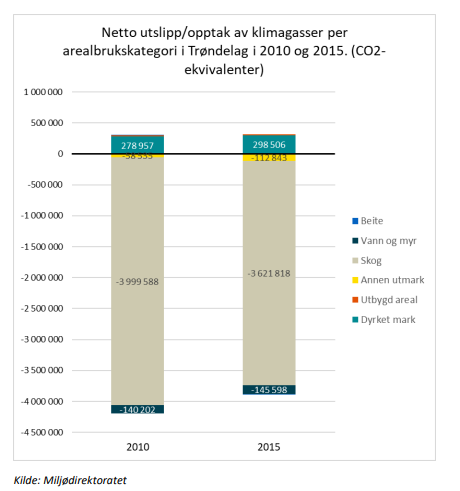 Netto utslipp/opptak av klimagasser per
arealbrukskategori i Trøndelag i 2010 og 2015. (CO2-
ekvivalenter)
1 000 000
500 000
0
-500 000
-1 000 000
-1 500 000
-2 000 000
-2 500 000
-3 000 000
-3 500 000
-4 000 000
-4 500 000
278 957
-3 999 588
-140 202
298 506
-112 843
-3 621 818
-145 598
2010
2015
Beite
Vann og myr
Skog
Annen utmark
Utbygd areal
Dyrket mark
Kilde: Miljødirektoratet